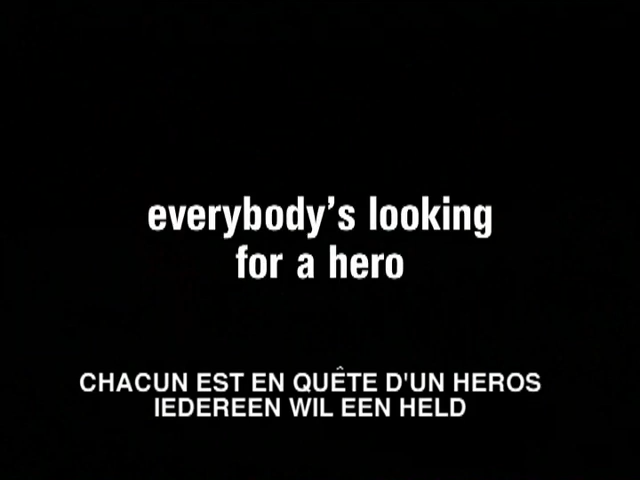 everybody's looking
for a hero
CHACUN EST EN QUÊTE D'UN HEROS
IEDEREEN WIL EEN HELD